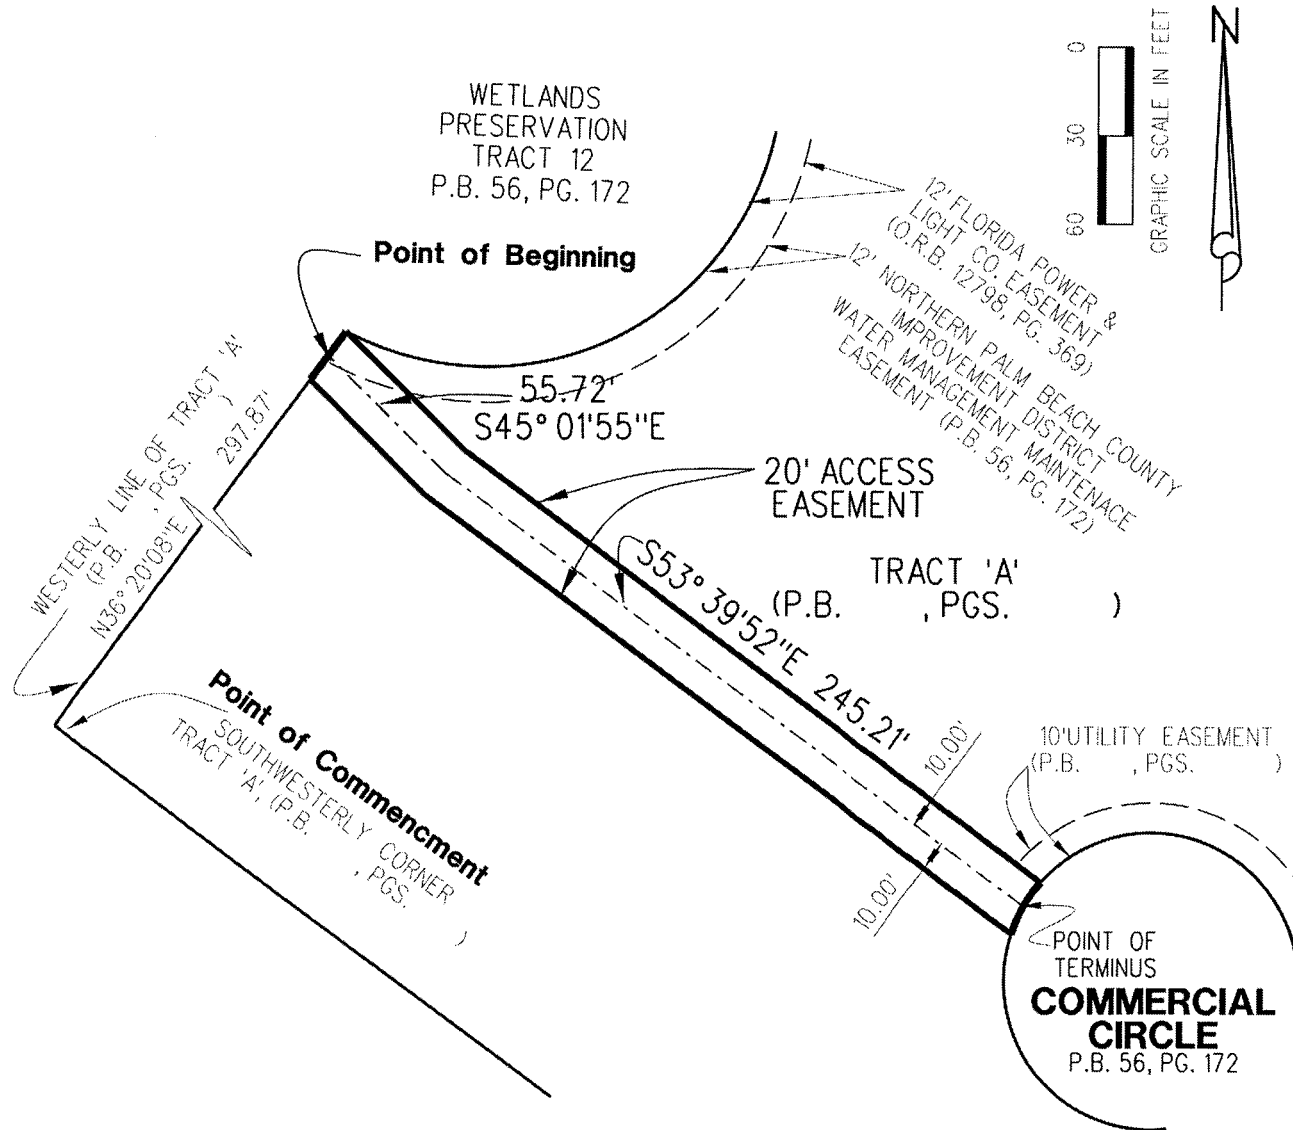 WETLANDS
PRESERVATION
TRACT 12
P.B. 56, PG. 172
0
30
60
GRAPHIC SCALE IN FEET
N
Point of Beginning
12' FLORIDA POWER &
LIGHT CO. EASEMENT
(O.R.B. 12798, PG. 369)
12' NORTHERN PALM BEACH COUNTY
IMPROVEMENT DISTRICT
WATER MANAGEMENT MAINTENACE
EASEMENT (P.B. 56, PG. 172)
55.72'
S45° 01'55"E
WESTERLY LINE OF TRACT 'A'
(P.B. , PGS. )
N36° 20'08"E 297.87'
20' ACCESS
EASEMENT
TRACT 'A'
(P.B. , PGS. )
S53° 39'52"E 245.21'
Point of Commencment
SOUTHWESTERLY CORNER
TRACT 'A', (P.B. , PGS. )
10.00'
10.00'
10'UTILITY EASEMENT
(P.B. , PGS. )
POINT OF
TERMINUS
COMMERCIAL
CIRCLE
P.B. 56, PG. 172